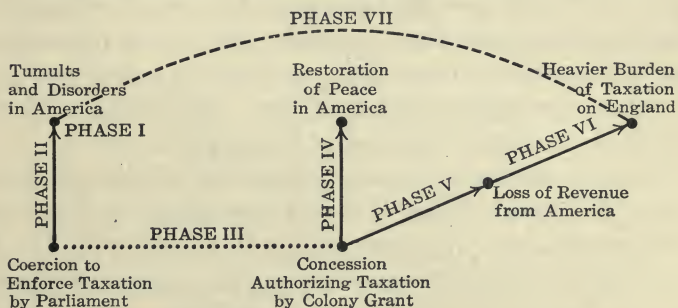 PHASE VII
Tumults
and Disorders
in America
Restoration
of Peace
in America
Heavier Burden
of Taxation
on England
PHASE I
PHASE II
PHASE IV
PHASE V
PHASE VI
Loss of Revenue
from America
PHASE III
Coercion to
Enforce Taxation
by Parliament
Concession
Authorizing Taxation
by Colony Grant